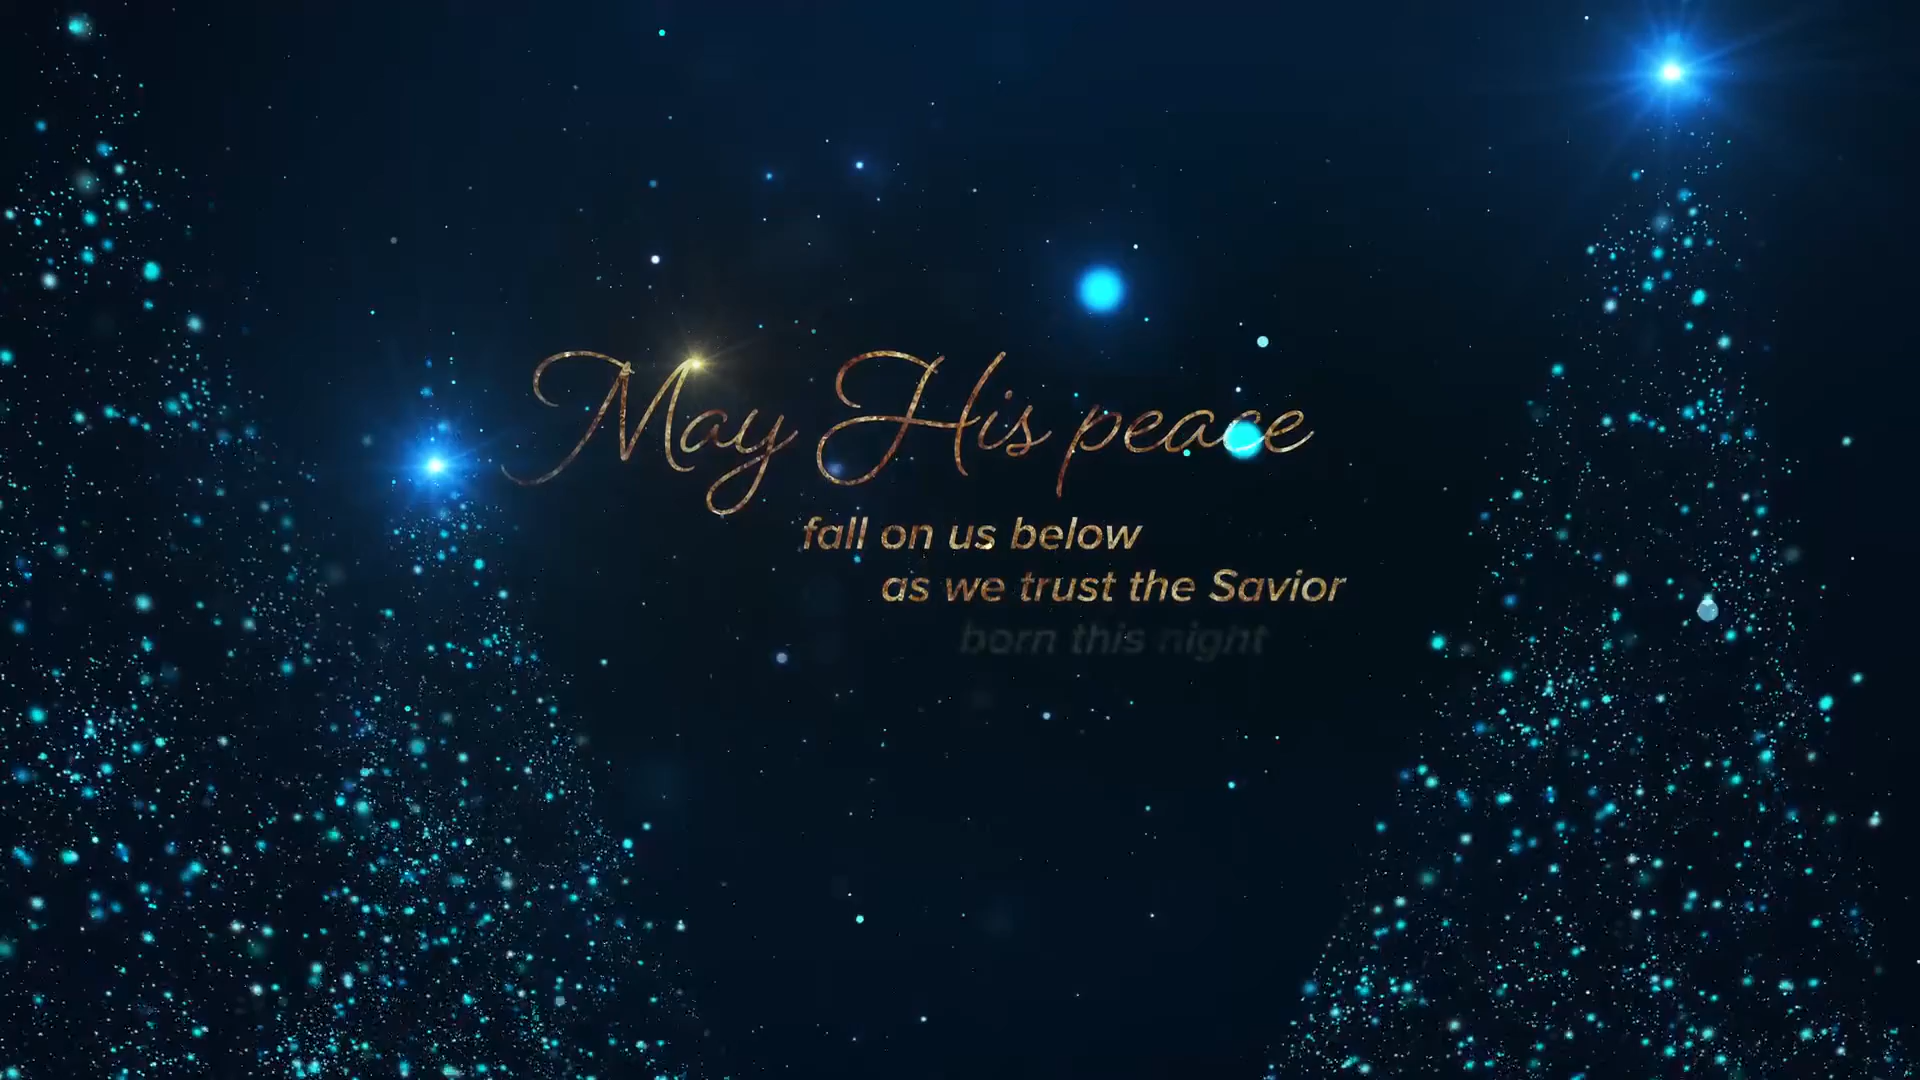 May His peace
fall on us below
as we trust the Savior
born this night